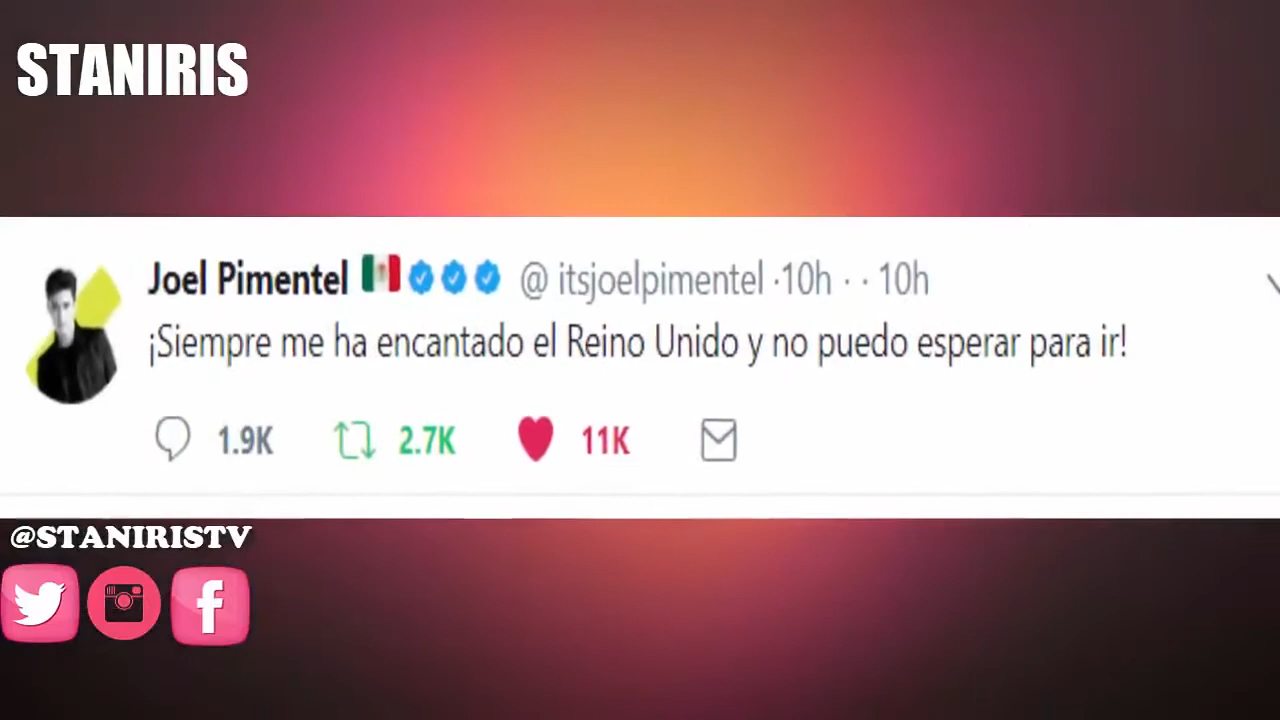 STANIRIS
Joel Pimentel @ itsjoelpimentel ·10h · · 10h
¡Siempre me ha encantado el Reino Unido y no puedo esperar para ir!
1.9K 2.7K 11K
@STANIRISTV